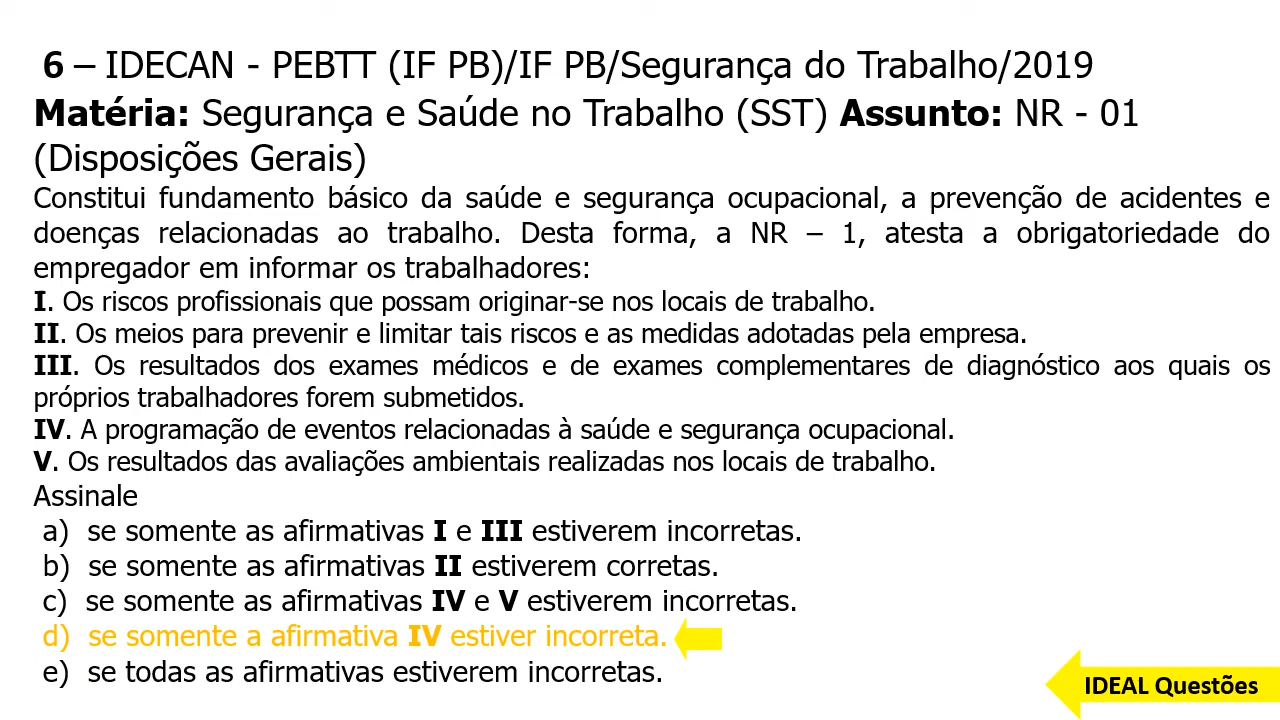 6 – IDECAN - PEBTT (IF PB)/IF PB/Segurança do Trabalho/2019
Matéria: Segurança e Saúde no Trabalho (SST) Assunto: NR - 01
(Disposições Gerais)
Constitui fundamento básico da saúde e segurança ocupacional, a prevenção de acidentes e
doenças relacionadas ao trabalho. Desta forma, a NR – 1, atesta a obrigatoriedade do
empregador em informar os trabalhadores:
I. Os riscos profissionais que possam originar-se nos locais de trabalho.
II. Os meios para prevenir e limitar tais riscos e as medidas adotadas pela empresa.
III. Os resultados dos exames médicos e de exames complementares de diagnóstico aos quais os
próprios trabalhadores forem submetidos.
IV. A programação de eventos relacionadas à saúde e segurança ocupacional.
V. Os resultados das avaliações ambientais realizadas nos locais de trabalho.
Assinale
a) se somente as afirmativas I e III estiverem incorretas.
b) se somente as afirmativas II estiverem corretas.
c) se somente as afirmativas IV e V estiverem incorretas.
d) se somente a afirmativa IV estiver incorreta.
e) se todas as afirmativas estiverem incorretas.
IDEAL Questões